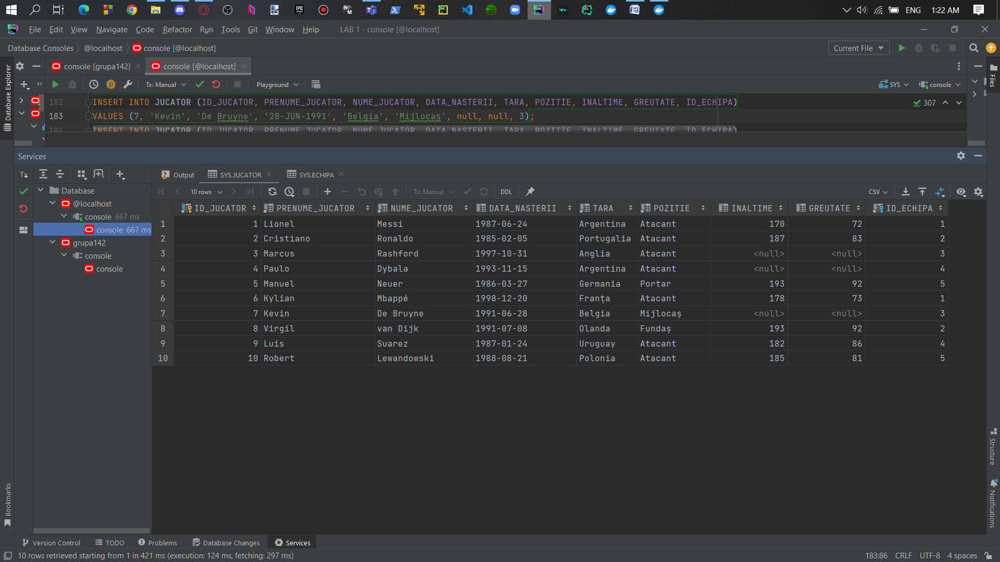 ENG 1:22 AM
File Edit View Navigate Code Refactor Run Tools Git Window Help LAB 1 - console [@localhost]
Database Consoles @localhost console [@localhost] Current File
console [grupa142] console [@localhost]
Tx: Manual Playground SYS console
182 INSERT INTO JUCATOR (ID_JUCATOR, PRENUME_JUCATOR, NUME_JUCATOR, DATA_NASTERII, TARA, POZITIE, INALTIME, GREUTATE, ID_ECHIPA) 307
183 VALUES (7, 'Kevin', 'De Bruyne', '28-JUN-1991', 'Belgia', 'Mijlocaș', null, null, 3);
184 INSERT INTO JUCATOR (ID_JUCATOR, PRENUME_JUCATOR, NUME_JUCATOR, DATA_NASTERII, TARA, POZITIE, INALTIME, GREUTATE, ID_ECHIPA)
Database Explorer
Files
Services
Tx
Output SYS.JUCATOR SYS.ECHIPA
10 rows Tx: Manual DDL CSV
Database
@localhost
console 667 ms
console 667 ms
grupa142
console
console
ID_JUCATOR PRENUME_JUCATOR NUME_JUCATOR DATA_NASTERII TARA POZITIE INALTIME GREUTATE ID_ECHIPA
1 1 Lionel Messi 1987-06-24 Argentina Atacant 170 72 1
2 2 Cristiano Ronaldo 1985-02-05 Portugalia Atacant 187 83 2
3 3 Marcus Rashford 1997-10-31 Anglia Atacant <null> <null> 3
4 4 Paulo Dybala 1993-11-15 Argentina Atacant <null> <null> 4
5 5 Manuel Neuer 1986-03-27 Germania Portar 193 92 5
6 6 Kylian Mbappé 1998-12-20 Franța Atacant 178 73 1
7 7 Kevin De Bruyne 1991-06-28 Belgia Mijlocaș <null> <null> 3
8 8 Virgil van Dijk 1991-07-08 Olanda Fundaș 193 92 2
9 9 Luis Suarez 1987-01-24 Uruguay Atacant 182 86 4
10 10 Robert Lewandowski 1988-08-21 Polonia Atacant 185 81 5
Structure
Bookmarks
Notifications
Version Control TODO Problems Database Changes Services
10 rows retrieved starting from 1 in 421 ms (execution: 124 ms, fetching: 297 ms) 183:86 CRLF UTF-8 4 spaces